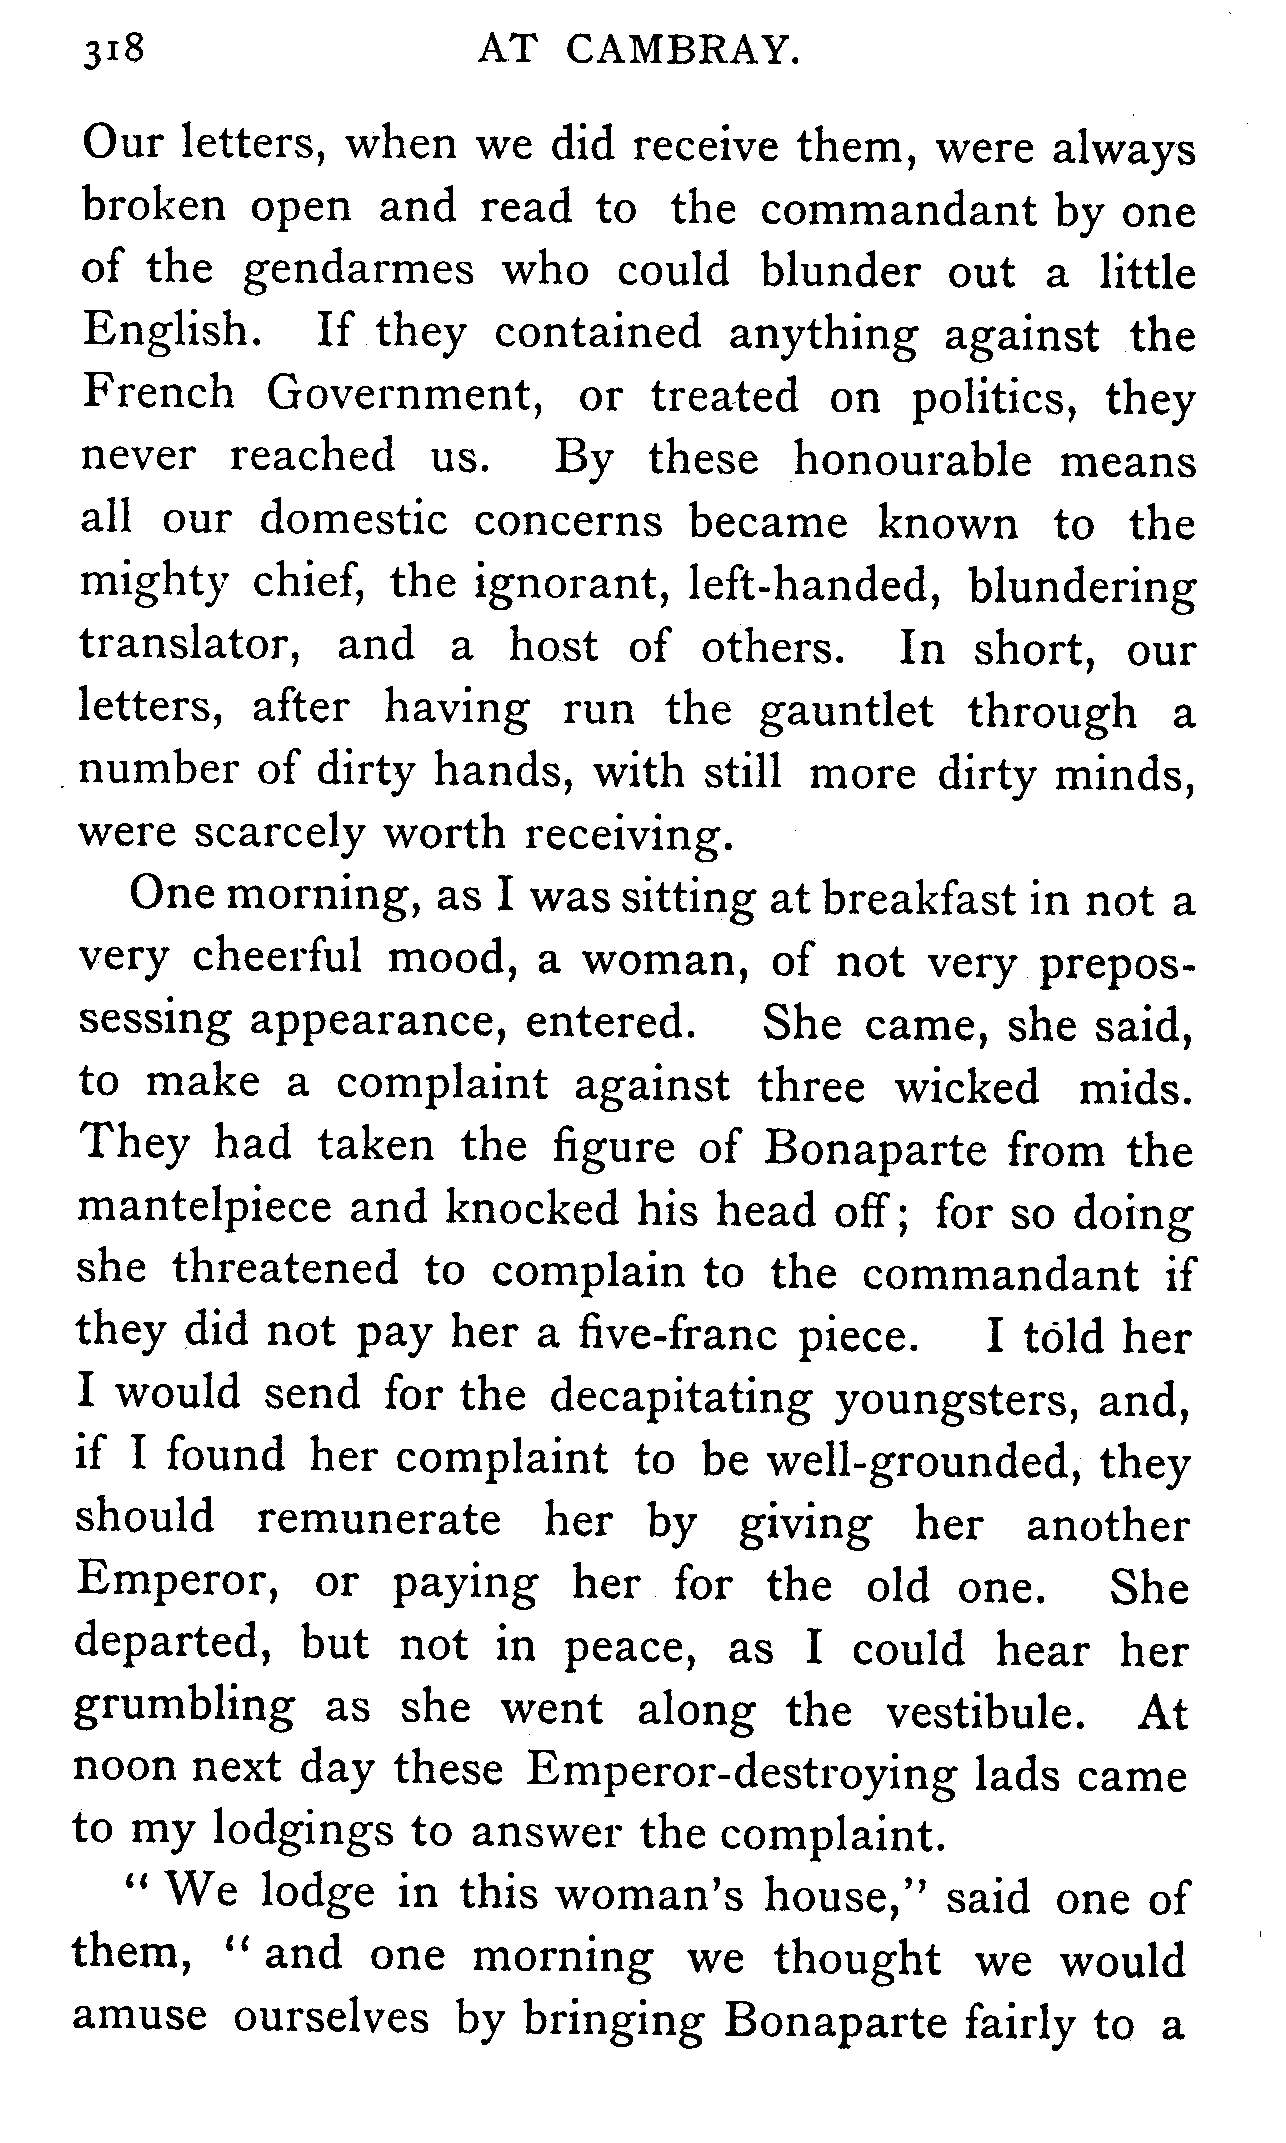 318 AT CAMBRAY.
Our letters, when we did receive them, were always
broken open and read to the commandant by one
of the gendarmes who could blunder out a little
English. If they contained anything against the
French Government, or treated on politics, they
never reached us. By these honourable means
all our domestic concerns became known to the
mighty chief, the ignorant, left-handed, blundering
translator, and a host of others. In short, our
letters, after having run the gauntlet through a
number of dirty hands, with still more dirty minds,
were scarcely worth receiving.
One morning, as I was sitting at breakfast in not a
very cheerful mood, a woman, of not very prepos-
sessing appearance, entered. She came, she said,
to make a complaint against three wicked mids.
They had taken the figure of Bonaparte from the
mantelpiece and knocked his head off; for so doing
she threatened to complain to the commandant if
they did not pay her a five-franc piece. I told her
I would send for the decapitating youngsters, and,
if I found her complaint to be well-grounded, they
should remunerate her by giving her another
Emperor, or paying her for the old one. She
departed, but not in peace, as I could hear her
grumbling as she went along the vestibule. At
noon next day these Emperor-destroying lads came
to my lodgings to answer the complaint.
"We lodge in this woman's house," said one of
them, "and one morning we thought we would
amuse ourselves by bringing Bonaparte fairly to a